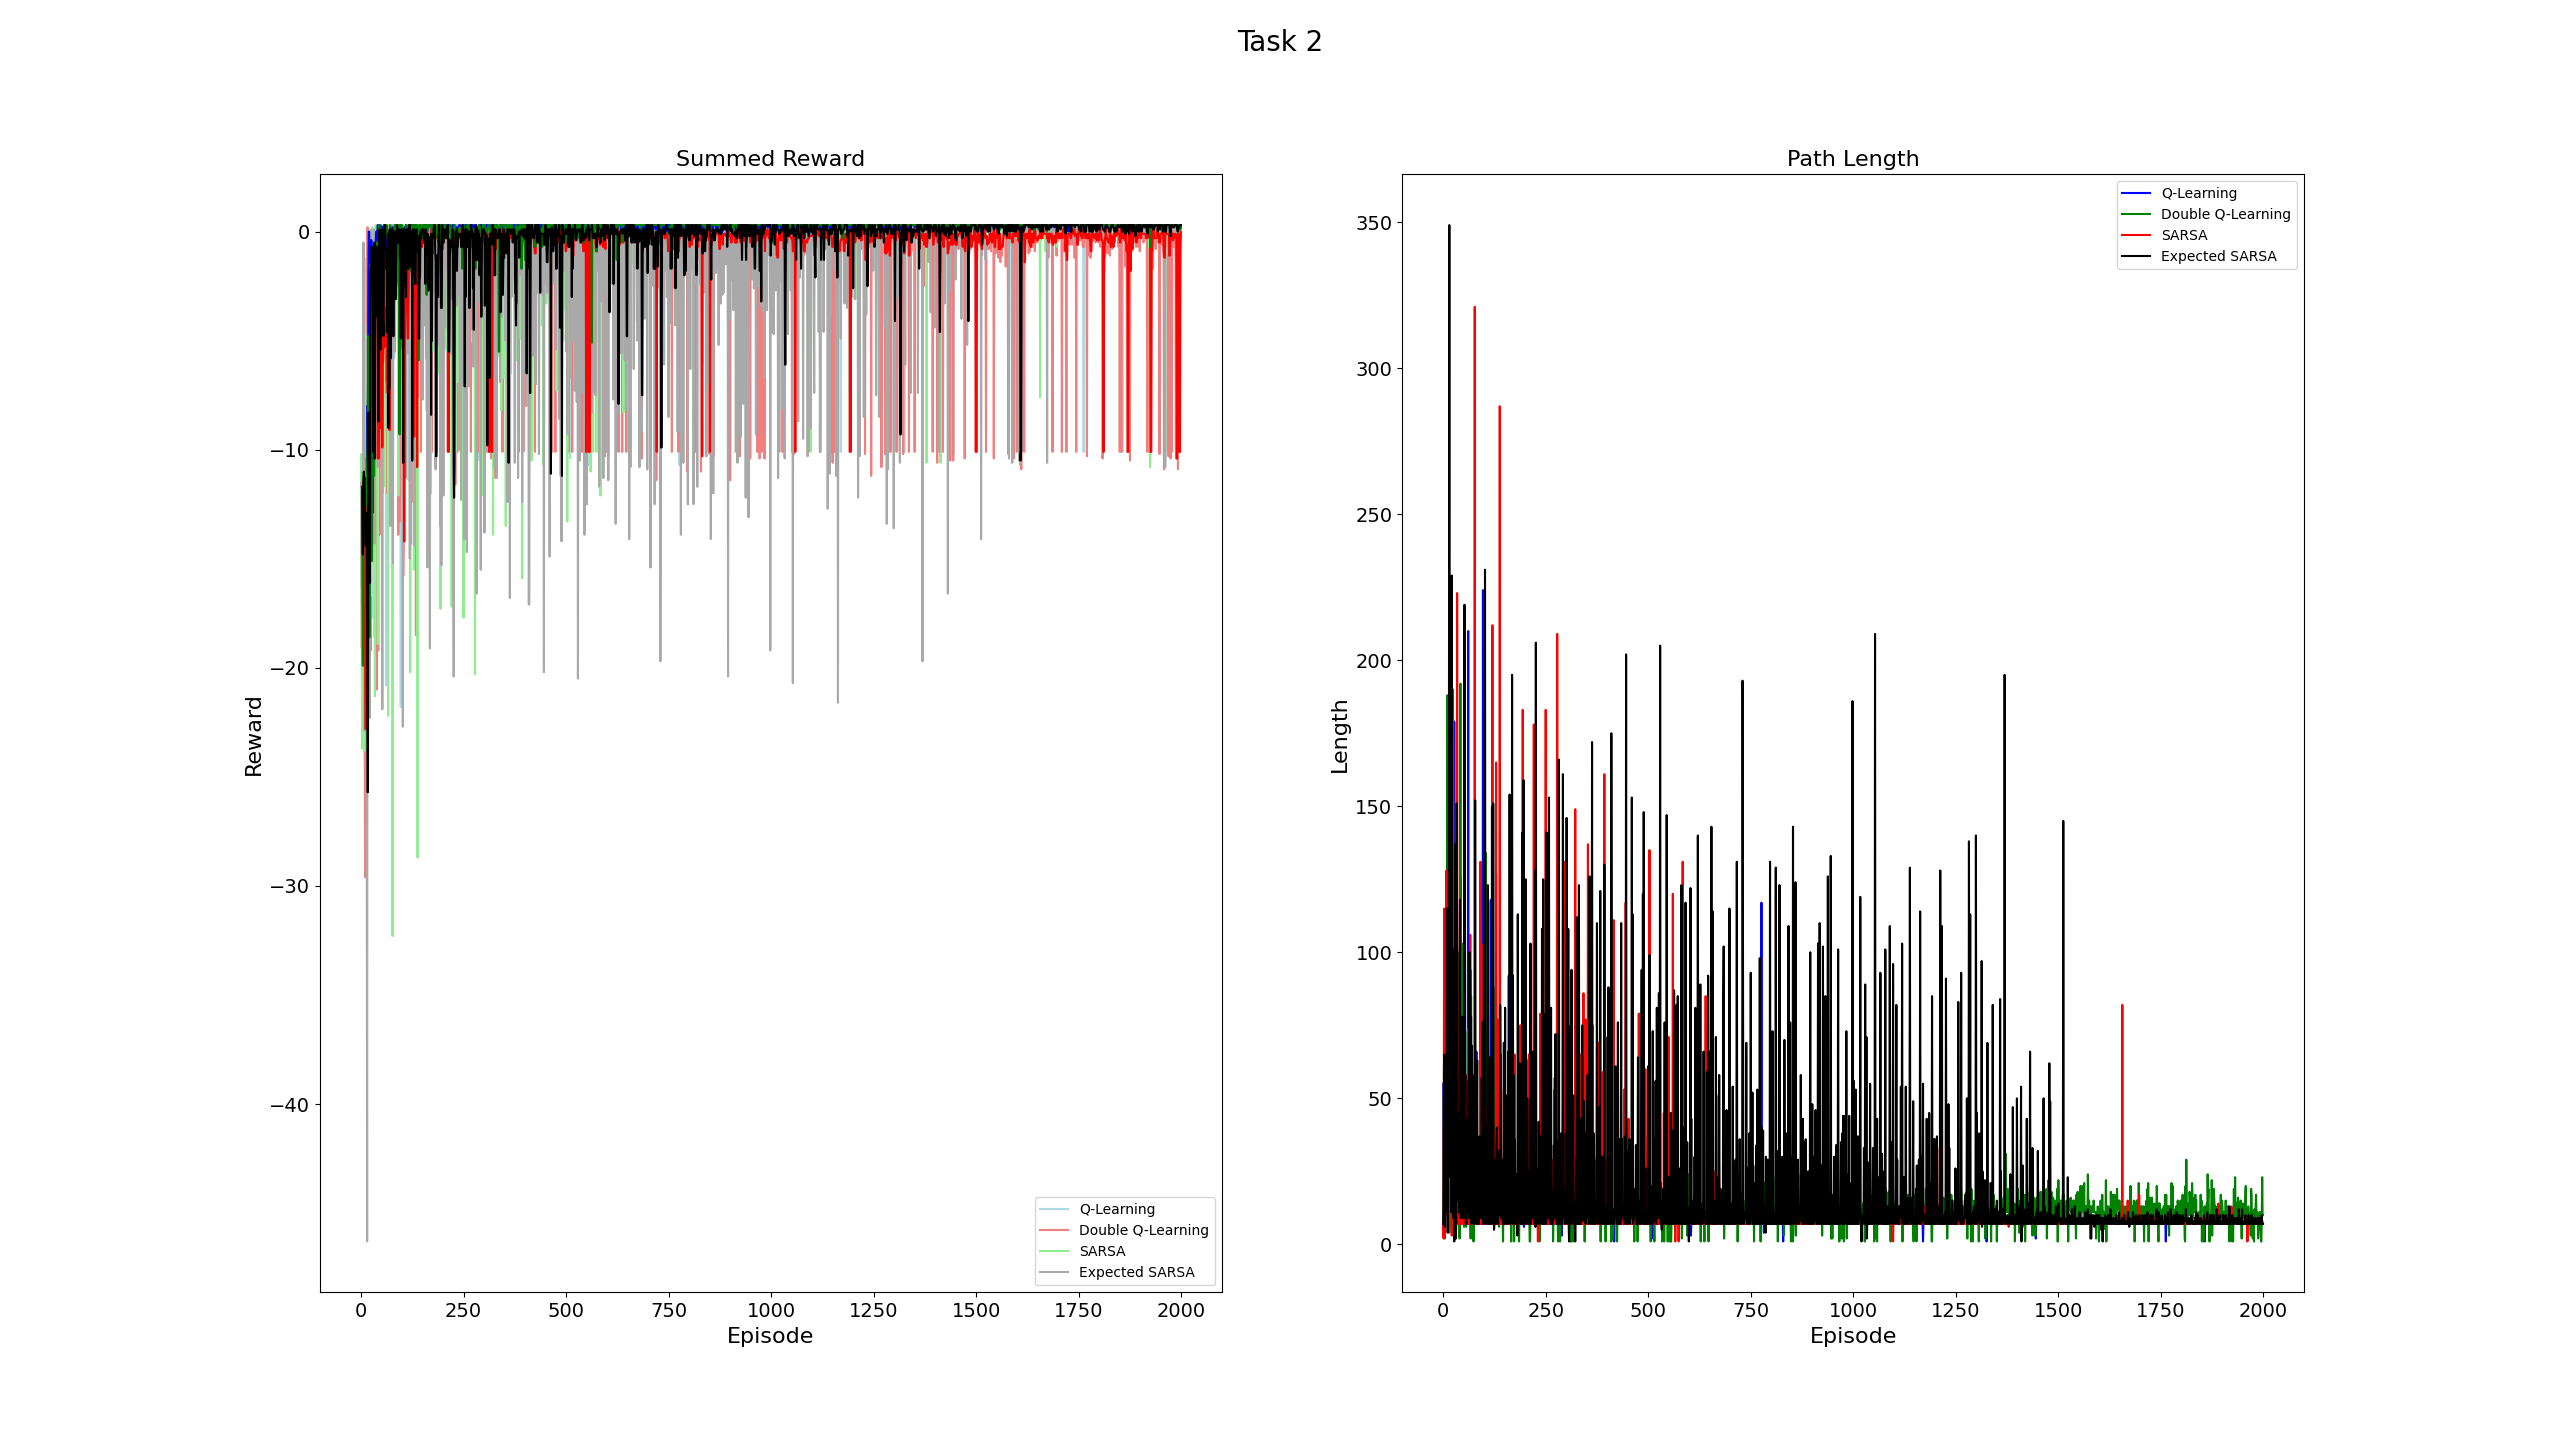 Task 2
Summed Reward
Reward
0
−10
−20
−30
−40
0 250 500 750 1000 1250 1500 1750 2000
Episode
Q-Learning
Double Q-Learning
SARSA
Expected SARSA
Path Length
Length
350
300
250
200
150
100
50
0
0 250 500 750 1000 1250 1500 1750 2000
Episode
Q-Learning
Double Q-Learning
SARSA
Expected SARSA